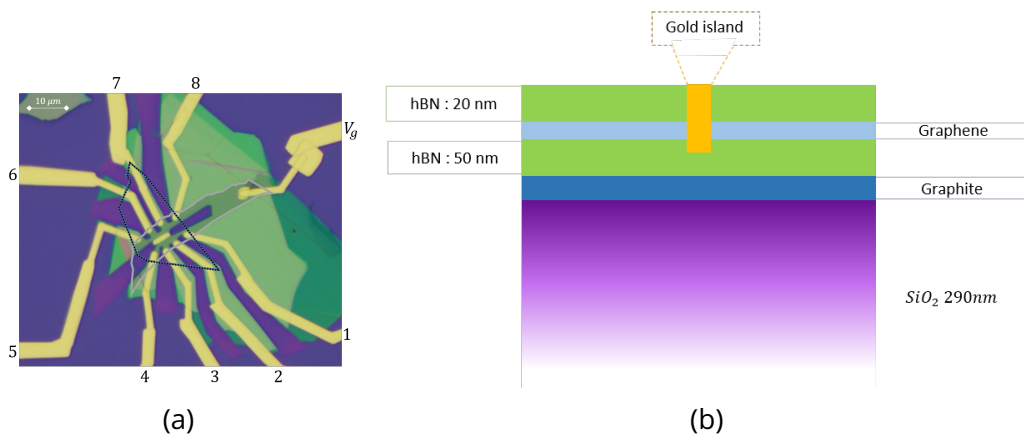 7 8
10 μm
V_g
6
5
1
4 3 2
(a)
Gold island
hBN : 20 nm
Graphene
hBN : 50 nm
Graphite
SiO₂ 290nm
(b)